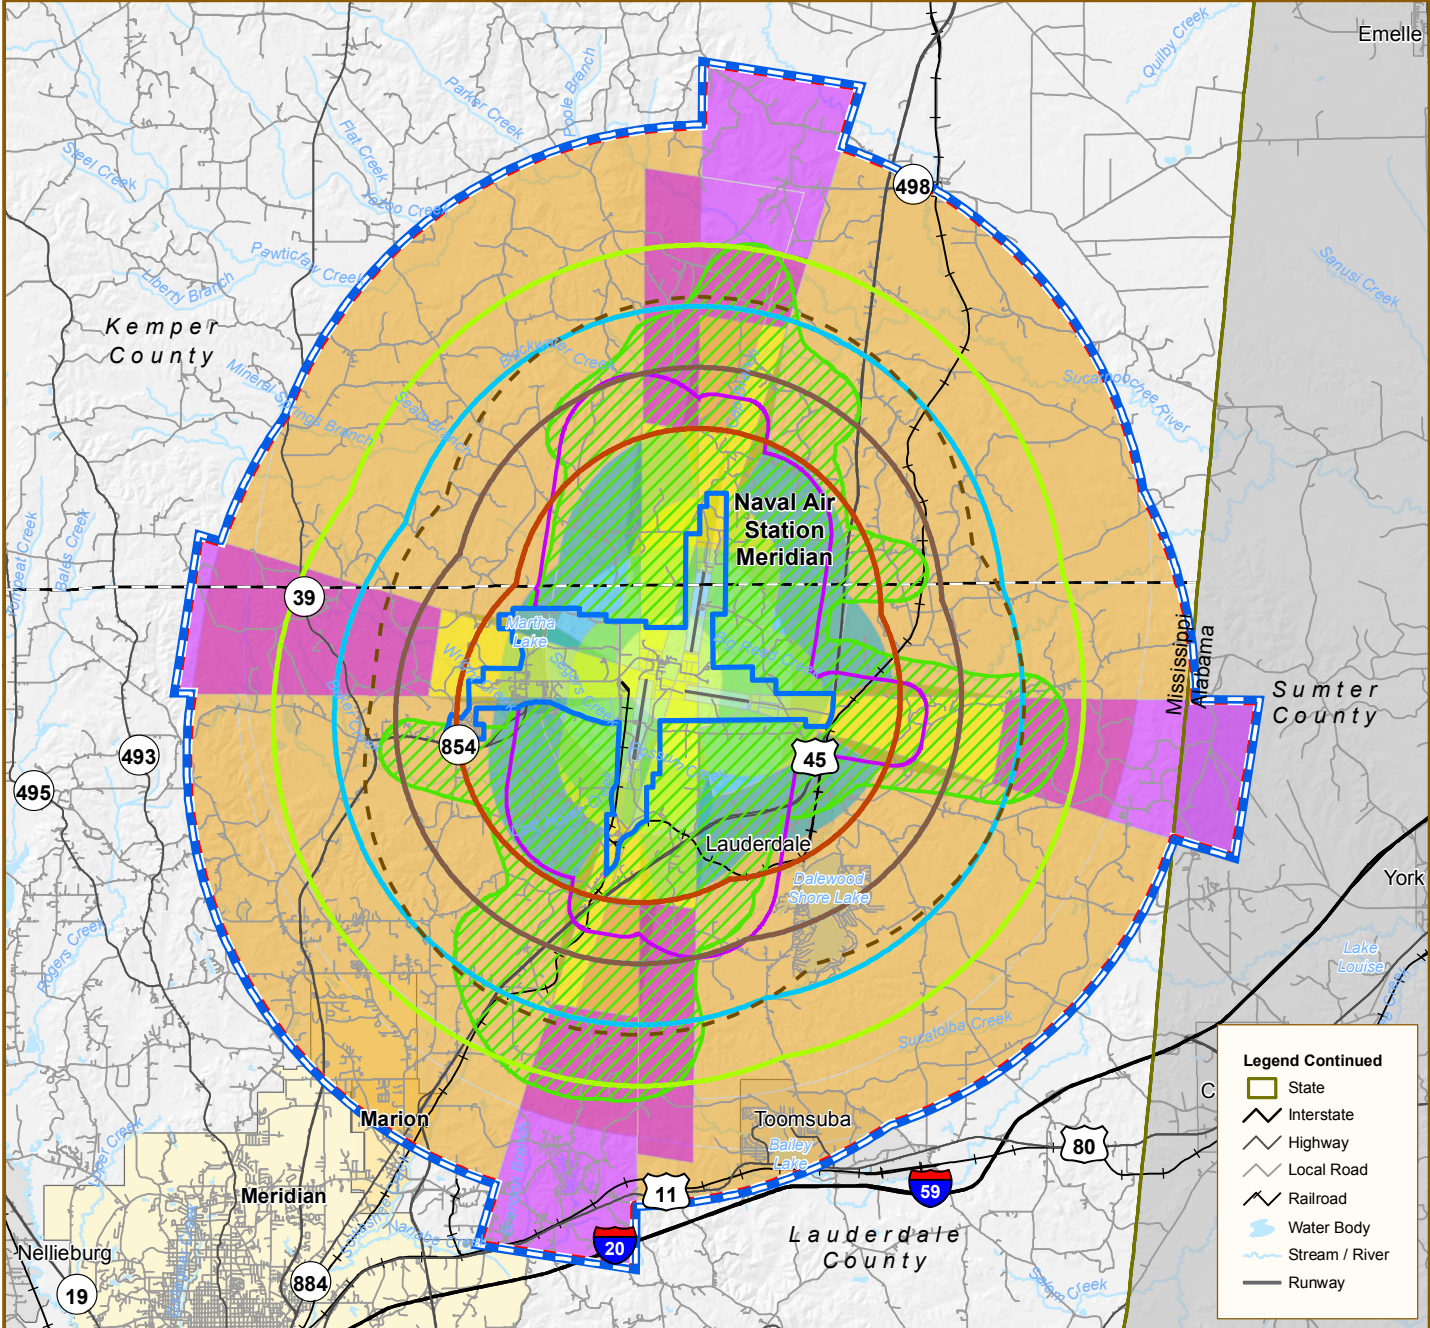 Emelle
Quilby Creek
Poole Branch
Parker Creek
Flat Creek
Steel Creek
498
Yazoo Creek
Pawticfaw Creek
Liberty Branch
Sanusi Creek
Kemper
County
Blackwater Creek
Mineral Springs Branch
Sucarnoochee
River
Naval Air
Station
Meridian
Bales Creek
39
Martha
Lake
Mississippi
Alabama
Sumter
County
854
45
493
495
Possum Creek
Lauderdale
Dalewood
Shore Lake
York
Rogers Creek
Lake
Louise
Sucatolba Creek
Marion
Toomsuba
Bailey
Lake
80
Meridian
11
59
Nellieburg
20
Lauderdale
County
884
19
Legend Continued
State
Interstate
Highway
Local Road
Railroad
Water Body
Stream / River
Runway